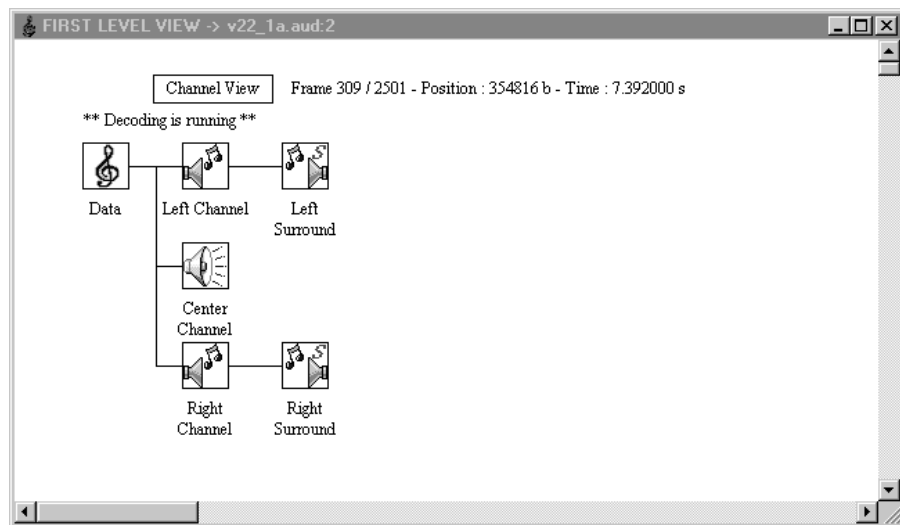 FIRST LEVEL VIEW -> v22_1a.aud:2
Channel View Frame 309 / 2501 - Position : 354816 b - Time : 7.392000 s
** Decoding is running **
Data Left Channel Left
Surround
Center
Channel
Right Right
Channel Surround